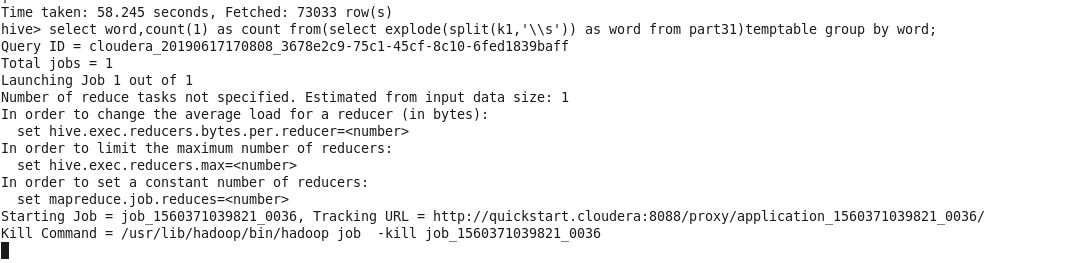 Time taken: 58.245 seconds, Fetched: 73033 row(s)
hive> select word,count(1) as count from(select explode(split(k1,'\\s')) as word from part31)temptable group by word;
Query ID = cloudera_20190617170808_3678e2c9-75c1-45cf-8c10-6fed1839baff
Total jobs = 1
Launching Job 1 out of 1
Number of reduce tasks not specified. Estimated from input data size: 1
In order to change the average load for a reducer (in bytes):
  set hive.exec.reducers.bytes.per.reducer=<number>
In order to limit the maximum number of reducers:
  set hive.exec.reducers.max=<number>
In order to set a constant number of reducers:
  set mapreduce.job.reduces=<number>
Starting Job = job_1560371039821_0036, Tracking URL = http://quickstart.cloudera:8088/proxy/application_1560371039821_0036/
Kill Command = /usr/lib/hadoop/bin/hadoop job  -kill job_1560371039821_0036